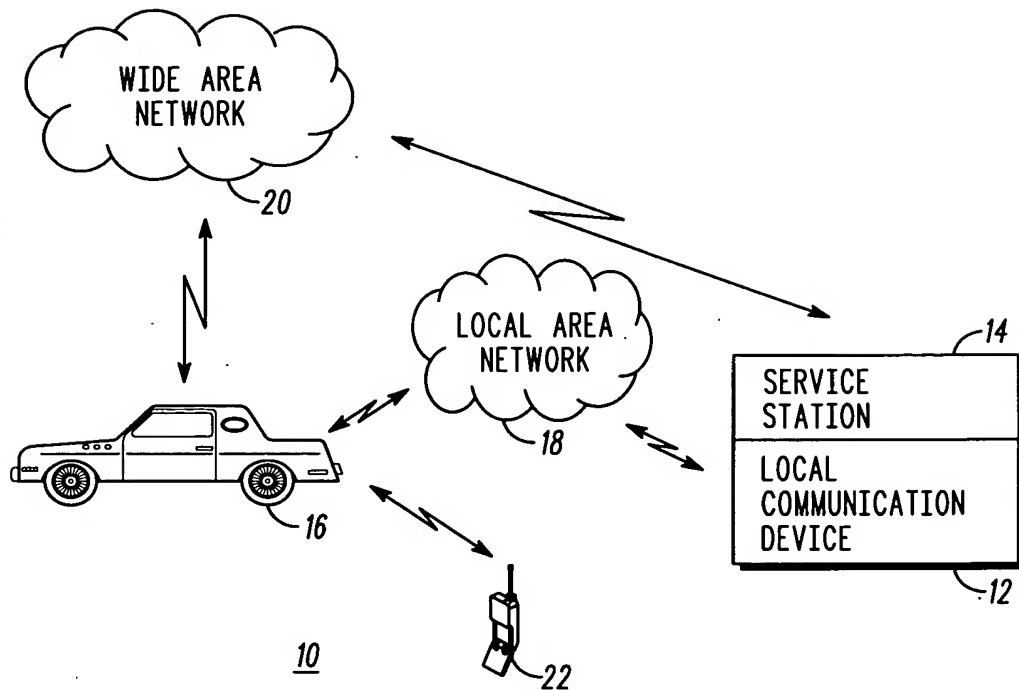 WIDE AREA
NETWORK
20
LOCAL AREA
NETWORK
18
14
SERVICE
STATION
LOCAL
COMMUNICATION
DEVICE
12
16
22
10